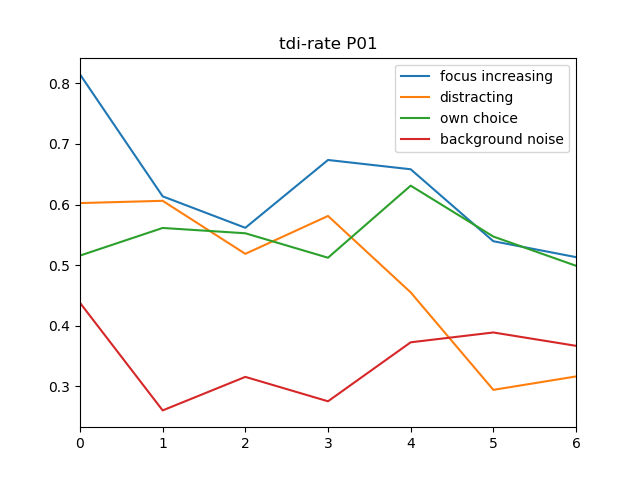 tdi-rate P01
focus increasing
distracting
own choice
background noise
0.8
0.7
0.6
0.5
0.4
0.3
0 1 2 3 4 5 6